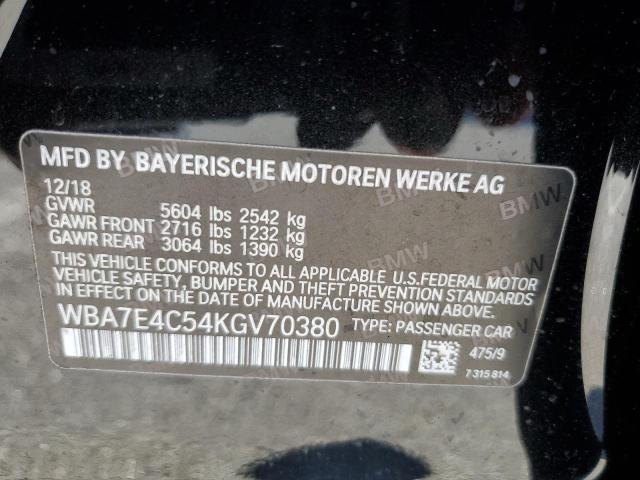 MFD BY BAYERISCHE MOTOREN WERKE AG
12/18
GVWR 5604 lbs 2542 kg
GAWR FRONT 2716 lbs 1232 kg
GAWR REAR 3064 lbs 1390 kg
THIS VEHICLE CONFORMS TO ALL APPLICABLE U.S.FEDERAL MOTOR
VEHICLE SAFETY, BUMPER AND THEFT PREVENTION STANDARDS
IN EFFECT ON THE DATE OF MANUFACTURE SHOWN ABOVE.
WBA7E4C54KGV70380 TYPE: PASSENGER CAR
475/9
7 315 814